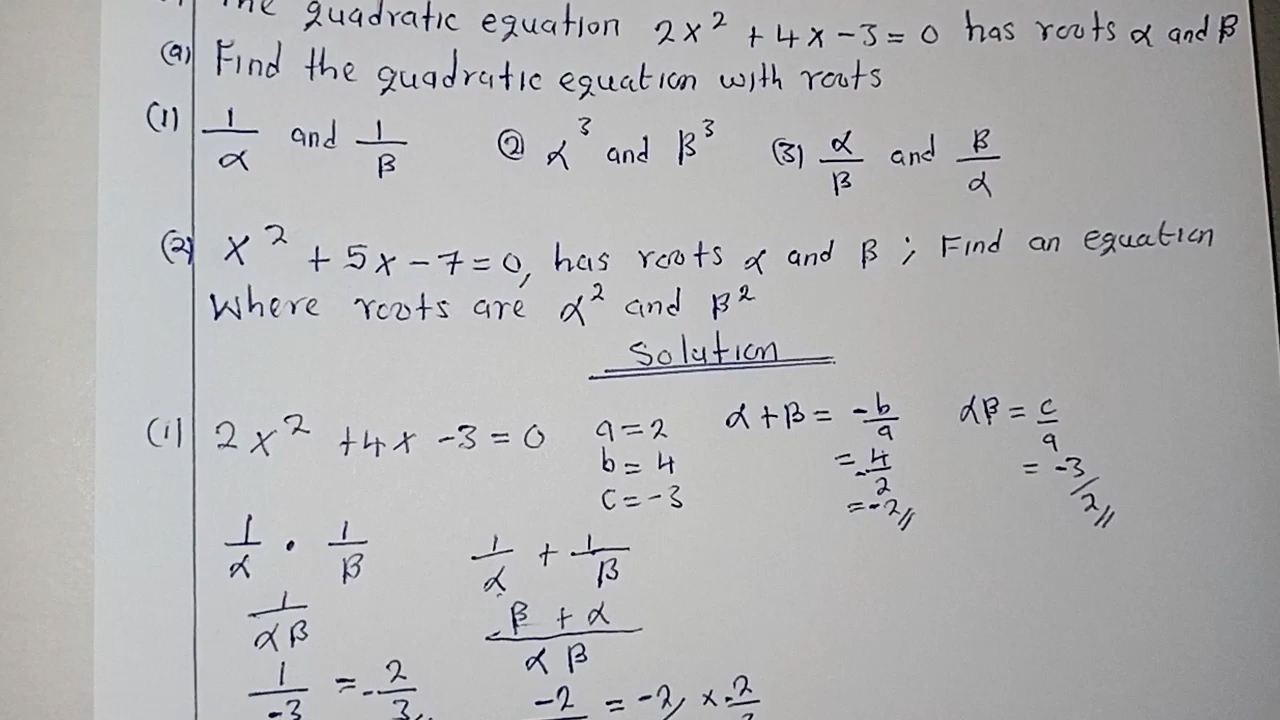 The quadratic equation 2x² + 4x - 3 = 0 has roots α and β
(a) Find the quadratic equation with roots
(1) 1/α and 1/β ② α³ and β³ (3) α/β and β/α
(2) x² + 5x - 7 = 0, has roots α and β ; Find an equation
Where roots are α² and β²
Solution
(1) 2x² + 4x - 3 = 0 a = 2 α + β = -b/a αβ = c/a
b = 4 = -4/2 = -3/2 //
c = -3 = -2 //
1/α · 1/β 1/α + 1/β
1/αβ β + α/αβ
1/-3 = -2/3 -2 = -2 × -2/3